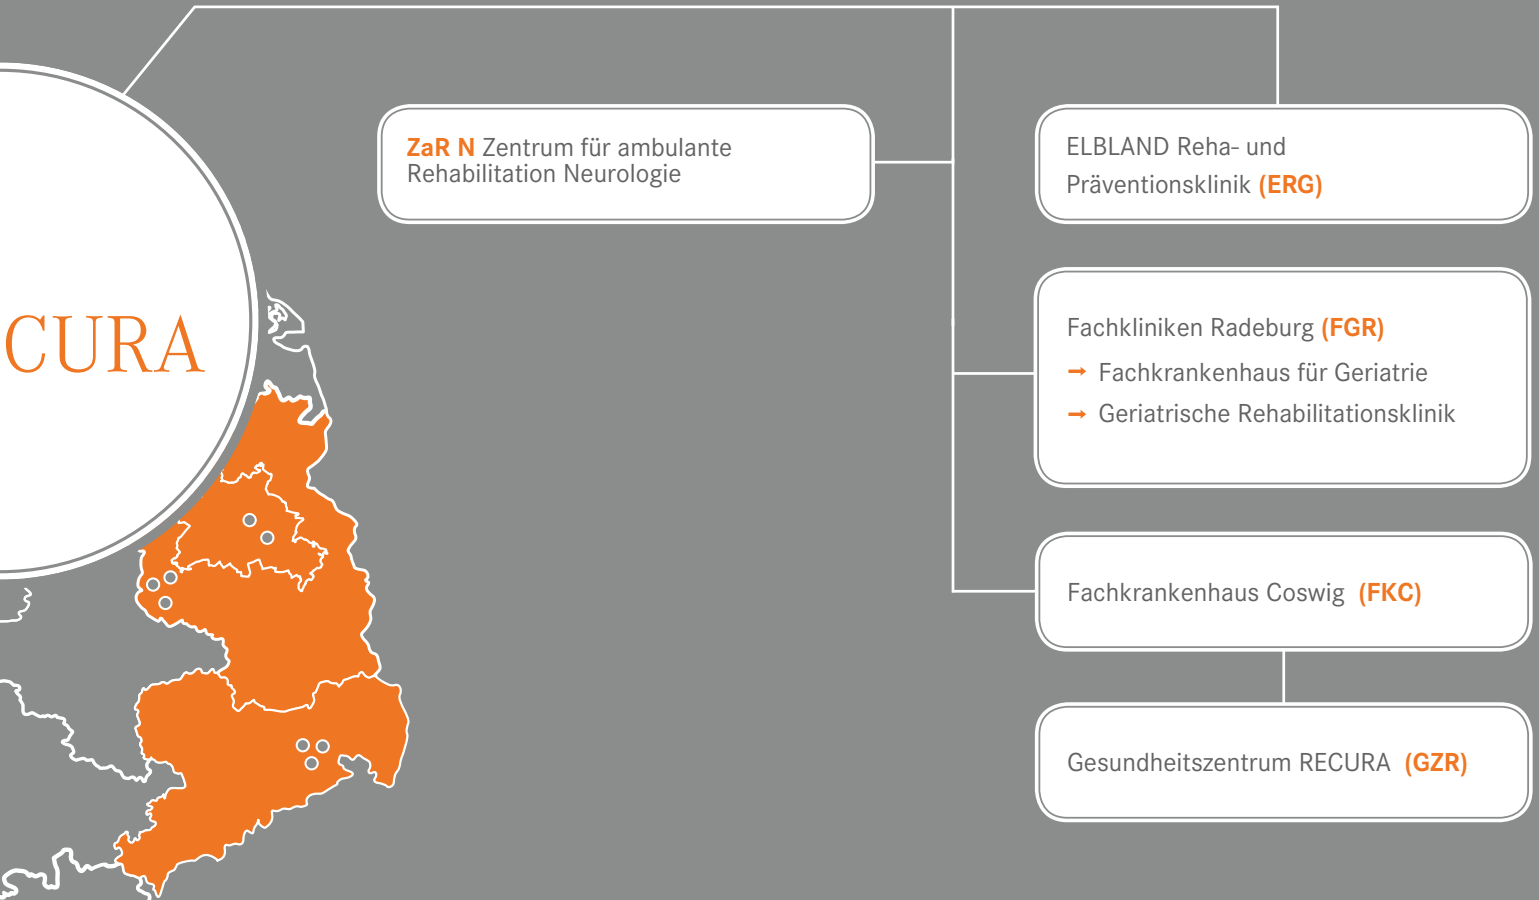 CURA
ZaR N Zentrum für ambulante
Rehabilitation Neurologie
ELBLAND Reha- und
Präventionsklinik (ERG)
Fachkliniken Radeburg (FGR)
➞ Fachkrankenhaus für Geriatrie
➞ Geriatrische Rehabilitationsklinik
Fachkrankenhaus Coswig (FKC)
Gesundheitszentrum RECURA (GZR)